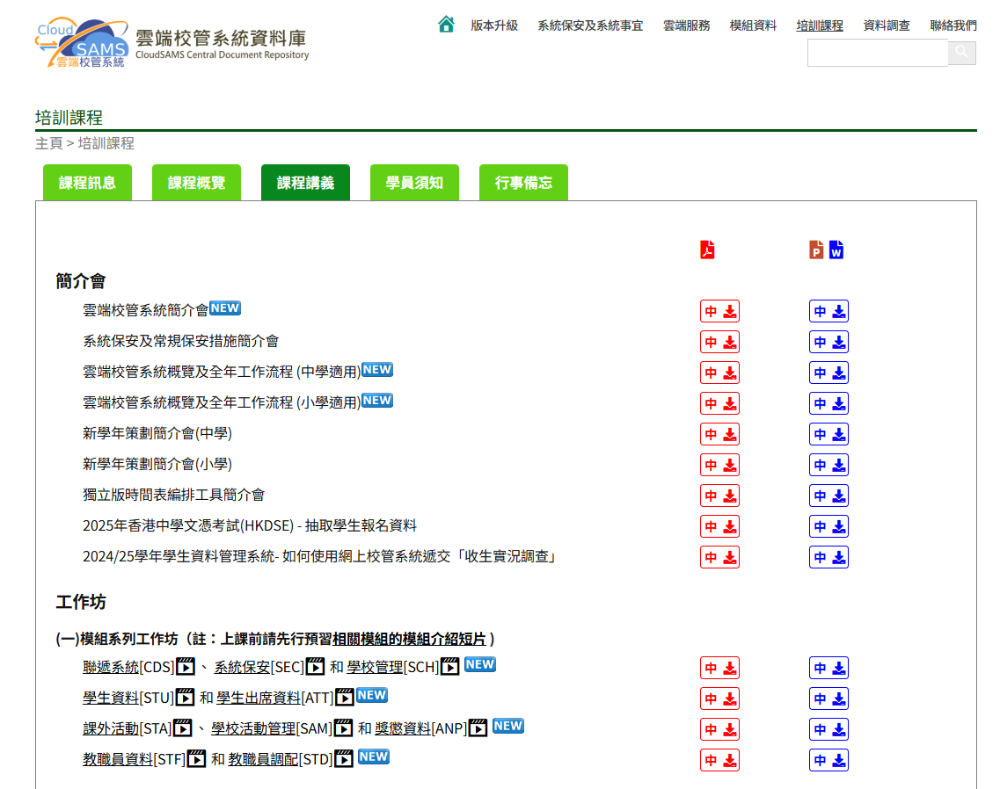 Cloud SAMS 雲端校管系統 雲端校管系統資料庫 CloudSAMS Central Document Repository
版本升級 系統保安及系統事宜 雲端服務 模組資料 培訓課程 資料調查 聯絡我們
培訓課程
主頁 > 培訓課程
課程訊息 課程概覽 課程講義 學員須知 行事備忘
P W
簡介會
雲端校管系統簡介會NEW 中 中
系統保安及常規保安措施簡介會 中 中
雲端校管系統概覽及全年工作流程 (中學適用)NEW 中 中
雲端校管系統概覽及全年工作流程 (小學適用)NEW 中 中
新學年策劃簡介會(中學) 中 中
新學年策劃簡介會(小學) 中 中
獨立版時間表編排工具簡介會 中 中
2025年香港中學文憑考試(HKDSE) - 抽取學生報名資料 中 中
2024/25學年學生資料管理系統- 如何使用網上校管系統遞交「收生實況調查」 中 中
工作坊
(一)模組系列工作坊（註：上課前請先行預習相關模組的模組介紹短片 )
聯遞系統[CDS]、 系統保安[SEC] 和 學校管理[SCH] NEW 中 中
學生資料[STU] 和 學生出席資料[ATT]NEW 中 中
課外活動[STA]、 學校活動管理[SAM] 和 獎懲資料[ANP] NEW 中 中
教職員資料[STF] 和 教職員調配[STD] NEW 中 中